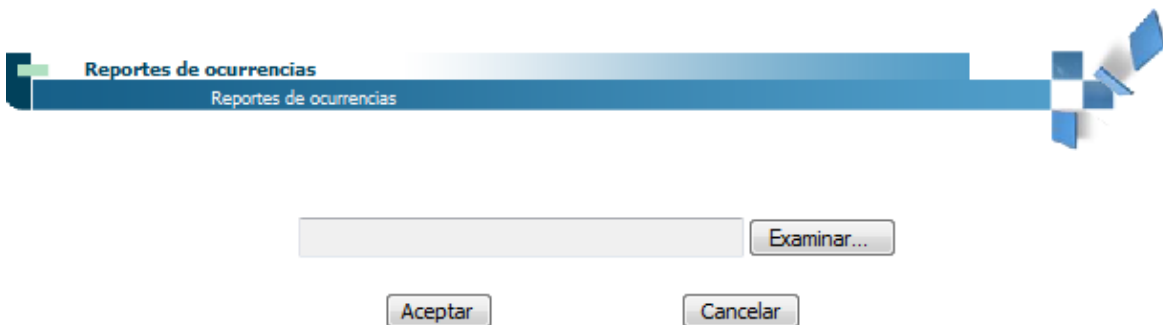 Reportes de ocurrencias
Reportes de ocurrencias
Examinar...
Aceptar Cancelar